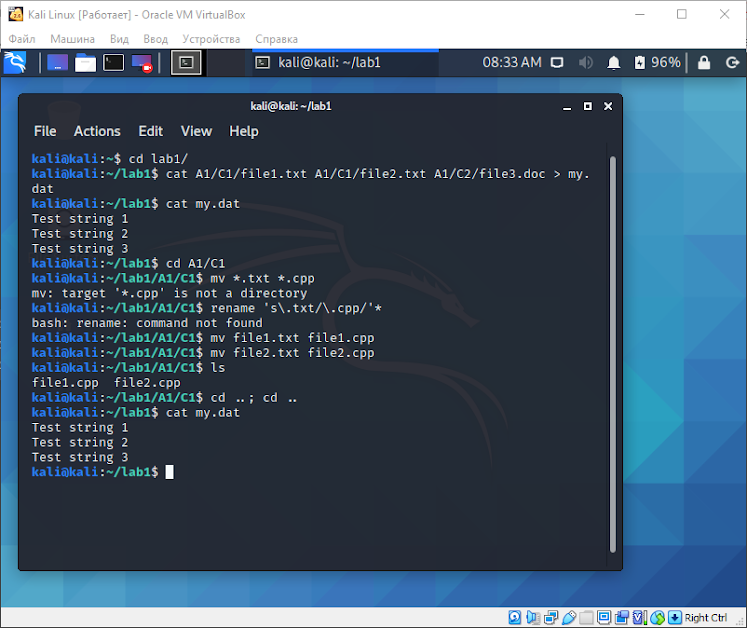 Kali Linux [Работает] - Oracle VM VirtualBox
Файл Машина Вид Ввод Устройства Справка
kali@kali: ~/lab1 08:33 AM 96%
kali@kali: ~/lab1
File Actions Edit View Help
kali@kali:~$ cd lab1/
kali@kali:~/lab1$ cat A1/C1/file1.txt A1/C1/file2.txt A1/C2/file3.doc > my.
dat
kali@kali:~/lab1$ cat my.dat
Test string 1
Test string 2
Test string 3
kali@kali:~/lab1$ cd A1/C1
kali@kali:~/lab1/A1/C1$ mv *.txt *.cpp
mv: target '*.cpp' is not a directory
kali@kali:~/lab1/A1/C1$ rename 's\.txt/\.cpp/'*
bash: rename: command not found
kali@kali:~/lab1/A1/C1$ mv file1.txt file1.cpp
kali@kali:~/lab1/A1/C1$ mv file2.txt file2.cpp
kali@kali:~/lab1/A1/C1$ ls
file1.cpp file2.cpp
kali@kali:~/lab1/A1/C1$ cd ..; cd ..
kali@kali:~/lab1$ cat my.dat
Test string 1
Test string 2
Test string 3
kali@kali:~/lab1$
Right Ctrl